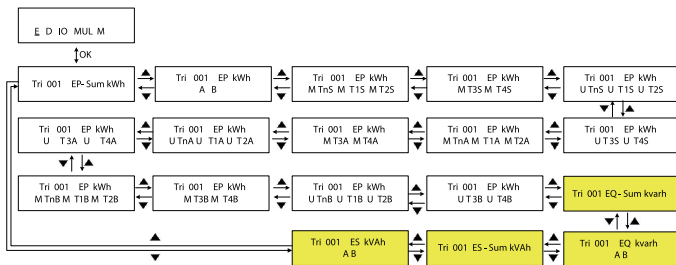 E D IO MUL M
OK
Tri 001 EP- Sum kWh
Tri 001 EP kWh
A B
Tri 001 EP kWh
M TnS M T1S M T2S
Tri 001 EP kWh
M T3S M T4S
Tri 001 EP kWh
U TnS U T1S U T2S
Tri 001 EP kWh
U T3A U T4A
Tri 001 EP kWh
U TnA U T1A U T2A
Tri 001 EP kWh
M T3A M T4A
Tri 001 EP kWh
M TnA M T1A M T2A
Tri 001 EP kWh
U T3S U T4S
Tri 001 EP kWh
M TnB M T1B M T2B
Tri 001 EP kWh
M T3B M T4B
Tri 001 EP kWh
U TnB U T1B U T2B
Tri 001 EP kWh
U T3B U T4B
Tri 001 EQ - Sum kvarh
Tri 001 ES kVAh
A B
Tri 001 ES - Sum kVAh
Tri 001 EQ kvarh
A B